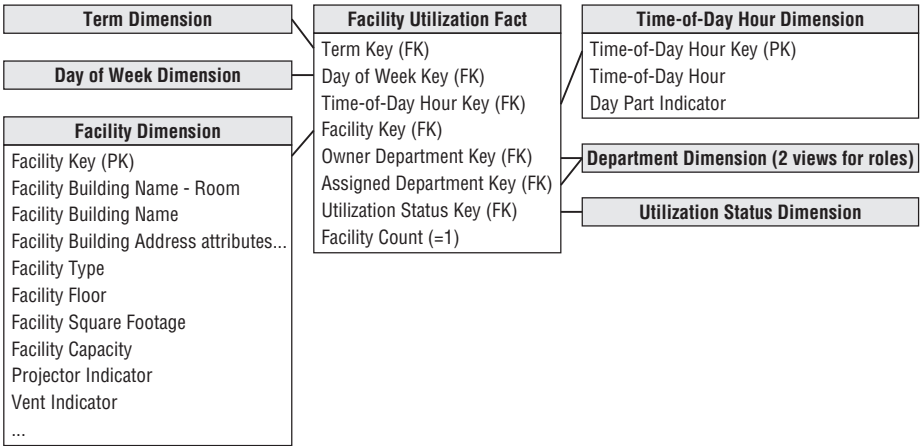 Term Dimension
Day of Week Dimension
Facility Dimension
Facility Key (PK)
Facility Building Name - Room
Facility Building Name
Facility Building Address attributes...
Facility Type
Facility Floor
Facility Square Footage
Facility Capacity
Projector Indicator
Vent Indicator
...
Facility Utilization Fact
Term Key (FK)
Day of Week Key (FK)
Time-of-Day Hour Key (FK)
Facility Key (FK)
Owner Department Key (FK)
Assigned Department Key (FK)
Utilization Status Key (FK)
Facility Count (=1)
Time-of-Day Hour Dimension
Time-of-Day Hour Key (PK)
Time-of-Day Hour
Day Part Indicator
Department Dimension (2 views for roles)
Utilization Status Dimension